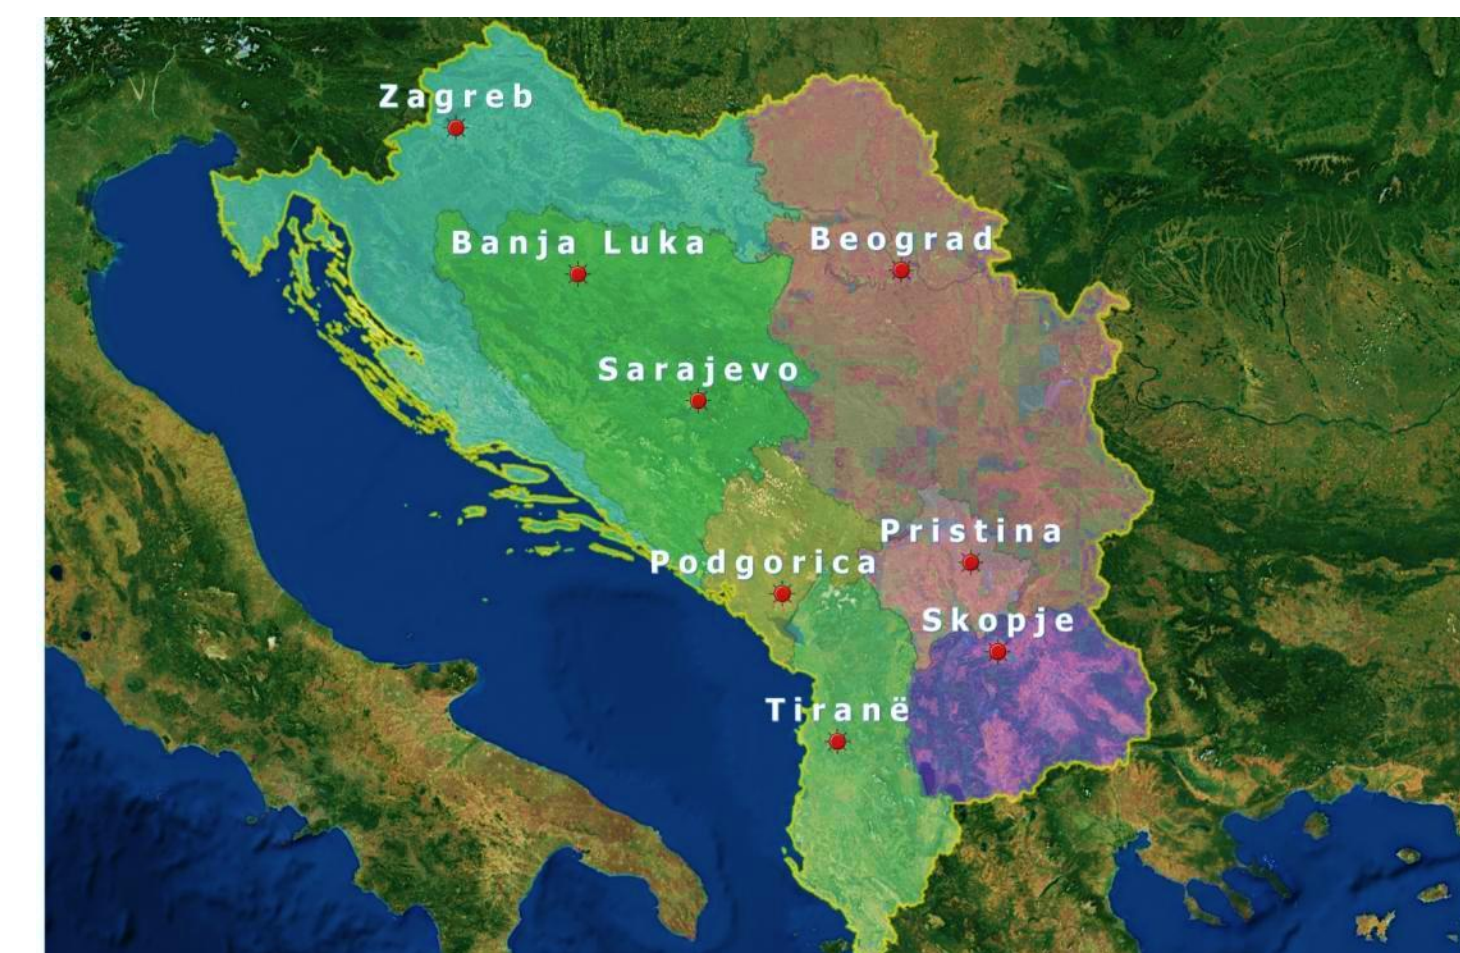 Zagreb
Banja Luka
Beograd
Sarajevo
Pristina
Podgorica
Skopje
Tiranë